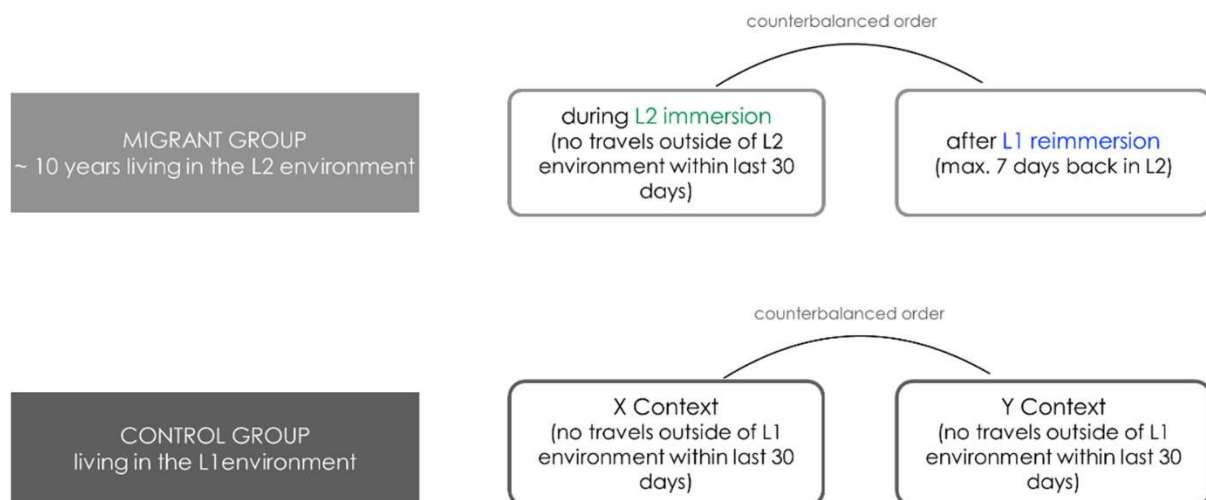 counterbalanced order
MIGRANT GROUP
~ 10 years living in the L2 environment
during L2 immersion
(no travels outside of L2
environment within last 30
days)
after L1 reimmersion
(max. 7 days back in L2)
counterbalanced order
CONTROL GROUP
living in the L1environment
X Context
(no travels outside of L1
environment within last 30
days)
Y Context
(no travels outside of L1
environment within last 30
days)